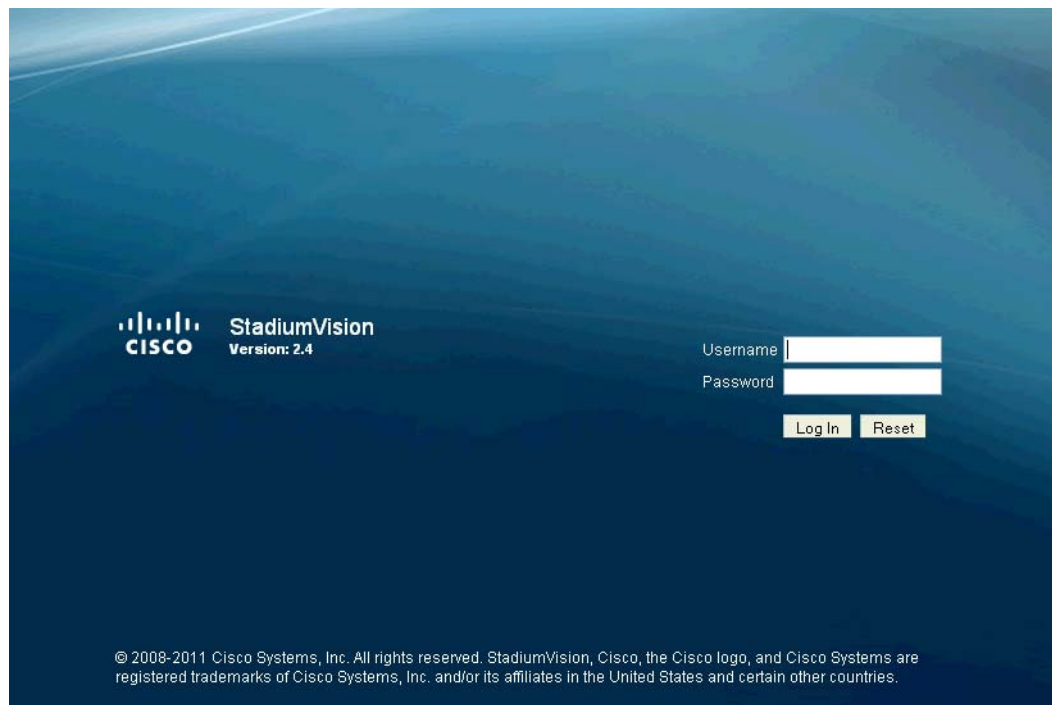 CISCO
StadiumVision
Version: 2.4
Username
Password
Log In Reset
© 2008-2011 Cisco Systems, Inc. All rights reserved. StadiumVision, Cisco, the Cisco logo, and Cisco Systems are
registered trademarks of Cisco Systems, Inc. and/or its affiliates in the United States and certain other countries.